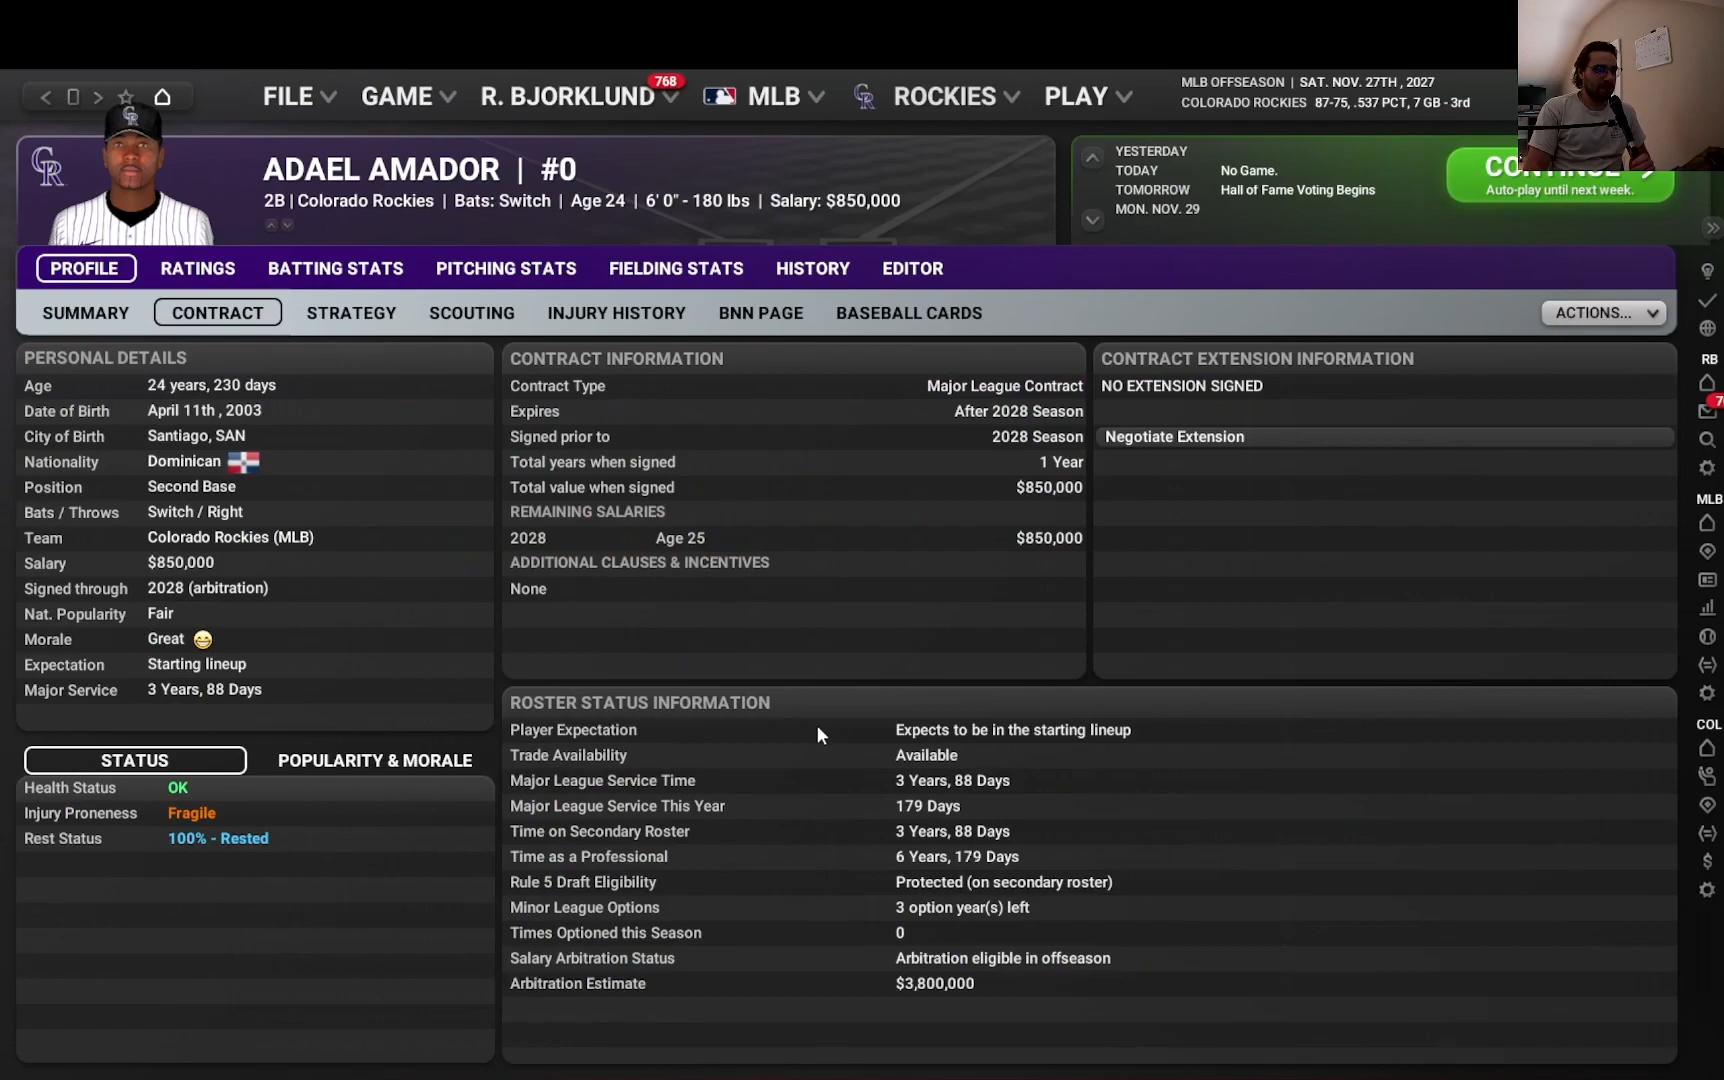 FILE
GAME
R. BJORKLUND
768
MLB
ROCKIES
PLAY
MLB OFFSEASON | SAT. NOV. 27TH , 2027
COLORADO ROCKIES 87-75, .537 PCT, 7 GB - 3rd
ADAEL AMADOR | #0
2B | Colorado Rockies | Bats: Switch | Age 24 | 6' 0" - 180 lbs | Salary: $850,000
YESTERDAY
TODAY No Game.
TOMORROW Hall of Fame Voting Begins
MON. NOV. 29
Auto-play until next week.
PROFILE RATINGS BATTING STATS PITCHING STATS FIELDING STATS HISTORY EDITOR
SUMMARY CONTRACT STRATEGY SCOUTING INJURY HISTORY BNN PAGE BASEBALL CARDS ACTIONS...
PERSONAL DETAILS
Age 24 years, 230 days
Date of Birth April 11th , 2003
City of Birth Santiago, SAN
Nationality Dominican
Position Second Base
Bats / Throws Switch / Right
Team Colorado Rockies (MLB)
Salary $850,000
Signed through 2028 (arbitration)
Nat. Popularity Fair
Morale Great
Expectation Starting lineup
Major Service 3 Years, 88 Days
STATUS POPULARITY & MORALE
Health Status OK
Injury Proneness Fragile
Rest Status 100% - Rested
CONTRACT INFORMATION
Contract Type Major League Contract
Expires After 2028 Season
Signed prior to 2028 Season
Total years when signed 1 Year
Total value when signed $850,000
REMAINING SALARIES
2028 Age 25 $850,000
ADDITIONAL CLAUSES & INCENTIVES
None
CONTRACT EXTENSION INFORMATION
NO EXTENSION SIGNED
Negotiate Extension
ROSTER STATUS INFORMATION
Player Expectation Expects to be in the starting lineup
Trade Availability Available
Major League Service Time 3 Years, 88 Days
Major League Service This Year 179 Days
Time on Secondary Roster 3 Years, 88 Days
Time as a Professional 6 Years, 179 Days
Rule 5 Draft Eligibility Protected (on secondary roster)
Minor League Options 3 option year(s) left
Times Optioned this Season 0
Salary Arbitration Status Arbitration eligible in offseason
Arbitration Estimate $3,800,000
RB
MLB
COL